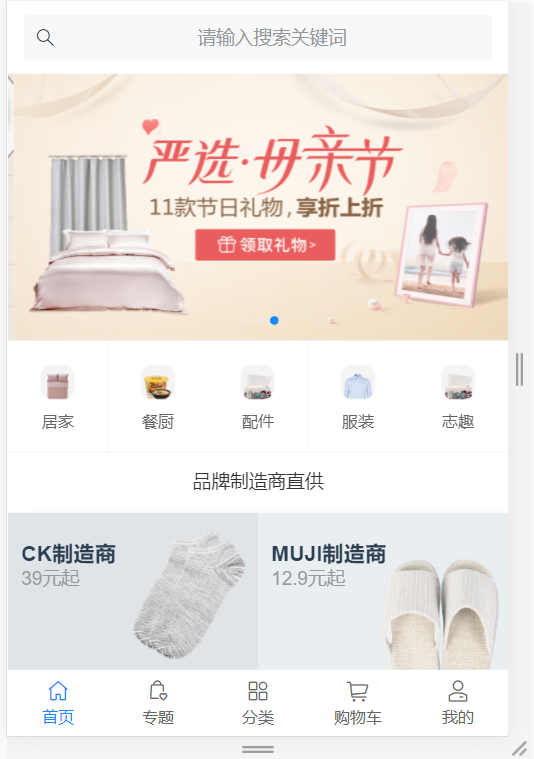 请输入搜索关键词
严选·母亲节
11款节日礼物,享折上折
领取礼物>
居家
餐厨
配件
服装
志趣
品牌制造商直供
CK制造商
39元起
MUJI制造商
12.9元起
首页
专题
分类
购物车
我的